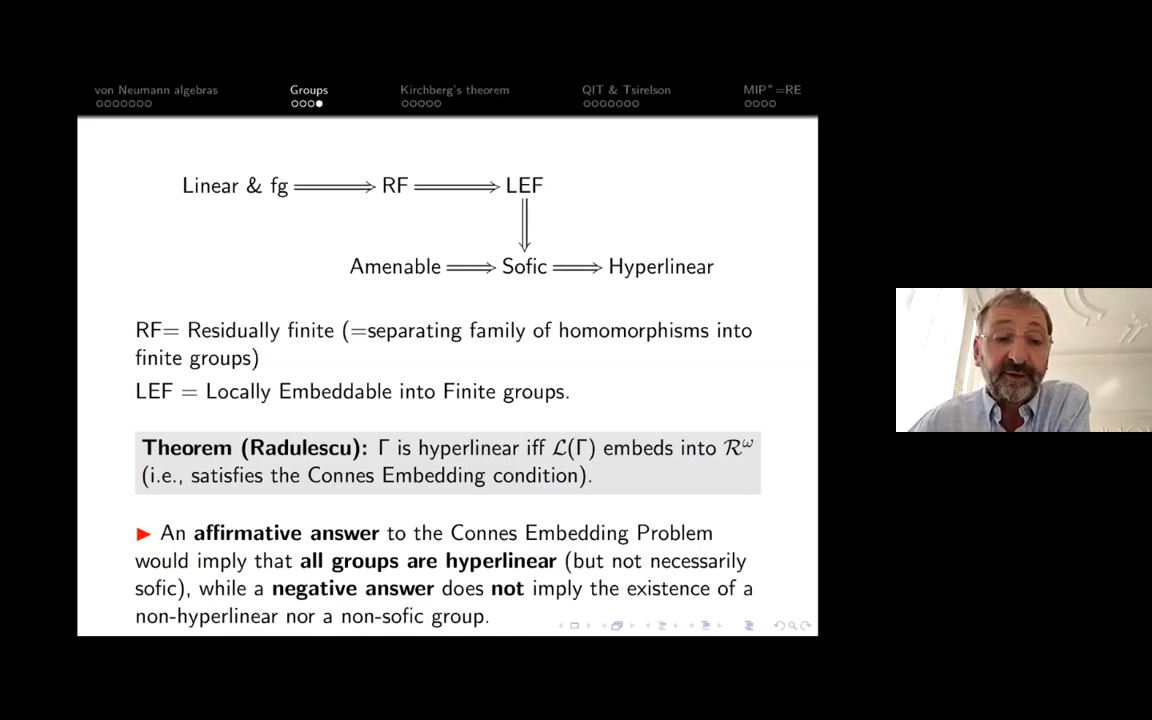 von Neumann algebras Groups Kirchberg's theorem QIT & Tsirelson MIP*=RE
Linear & fg ⟹ RF ⟹ LEF
Amenable ⟹ Sofic ⟹ Hyperlinear
RF= Residually finite (=separating family of homomorphisms into
finite groups)
LEF = Locally Embeddable into Finite groups.
Theorem (Radulescu): Γ is hyperlinear iff ℒ(Γ) embeds into ℛ^ω
(i.e., satisfies the Connes Embedding condition).
▶ An affirmative answer to the Connes Embedding Problem
would imply that all groups are hyperlinear (but not necessarily
sofic), while a negative answer does not imply the existence of a
non-hyperlinear nor a non-sofic group.